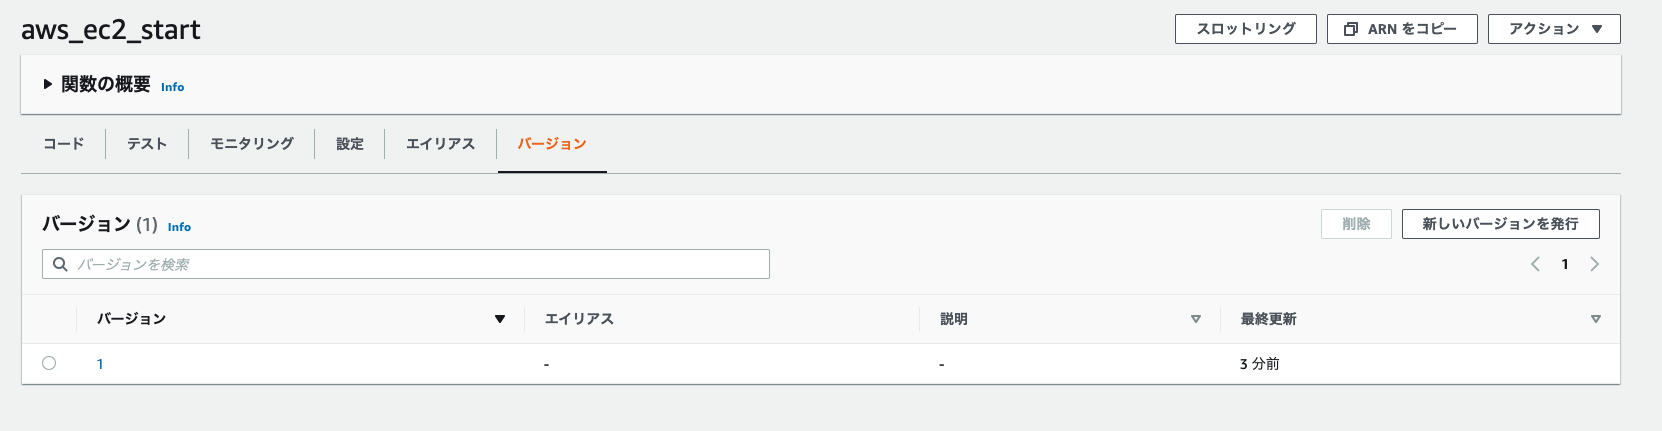 aws_ec2_start
スロットリング
ARN をコピー
アクション ▼
▶ 関数の概要 Info
コード
テスト
モニタリング
設定
エイリアス
バージョン
バージョン (1) Info
削除
新しいバージョンを発行
バージョンを検索
< 1 >
バージョン
エイリアス
説明
最終更新
1
-
-
3 分前